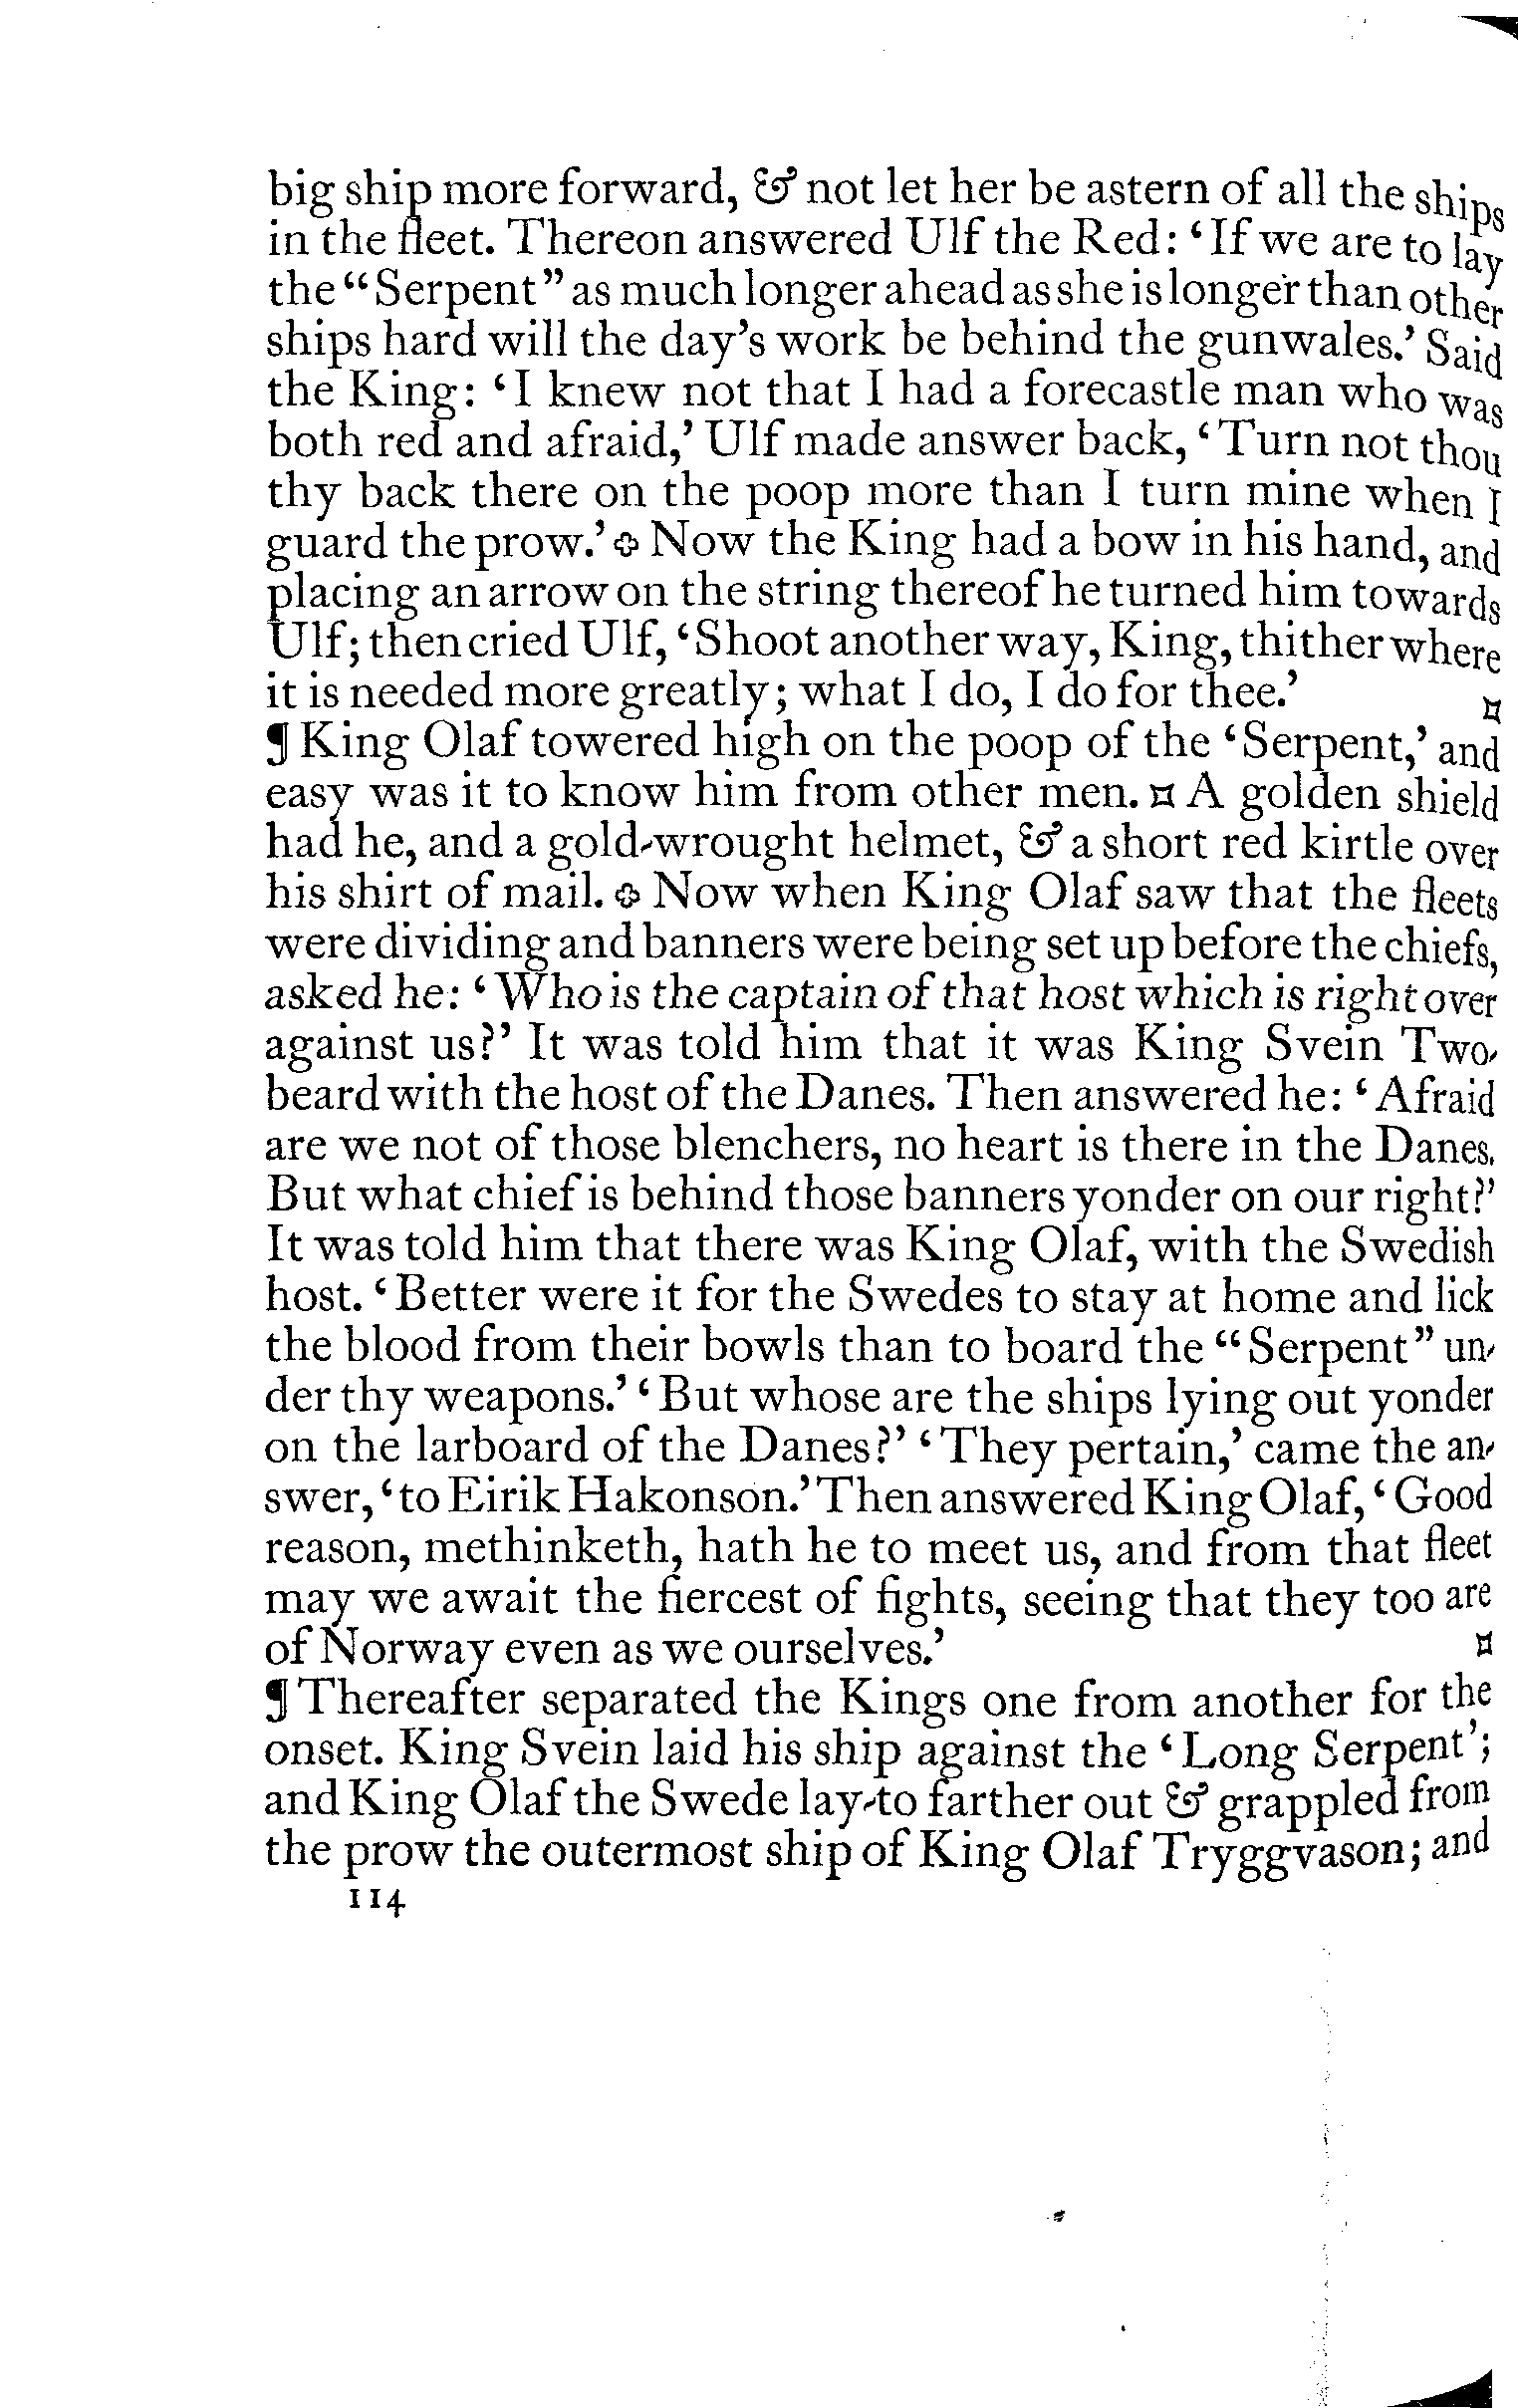 big ship more forward, & not let her be astern of all the ships
in the fleet. Thereon answered Ulf the Red: ‘If we are to lay
the “Serpent” as much longer ahead as she is longer than other
ships hard will the day’s work be behind the gunwales.’ Said
the King: ‘I knew not that I had a forecastle man who was
both red and afraid,’ Ulf made answer back, ‘Turn not thou
thy back there on the poop more than I turn mine when I
guard the prow.’ ✥ Now the King had a bow in his hand, and
placing an arrow on the string thereof he turned him towards
Ulf; then cried Ulf, ‘Shoot another way, King, thither where
it is needed more greatly; what I do, I do for thee.’ ¤
¶ King Olaf towered high on the poop of the ‘Serpent,’ and
easy was it to know him from other men. ¤ A golden shield
had he, and a gold-wrought helmet, & a short red kirtle over
his shirt of mail. ✥ Now when King Olaf saw that the fleets
were dividing and banners were being set up before the chiefs,
asked he: ‘Who is the captain of that host which is right over
against us?’ It was told him that it was King Svein Two-
beard with the host of the Danes. Then answered he: ‘Afraid
are we not of those blenchers, no heart is there in the Danes.
But what chief is behind those banners yonder on our right?’
It was told him that there was King Olaf, with the Swedish
host. ‘Better were it for the Swedes to stay at home and lick
the blood from their bowls than to board the “Serpent” un-
der thy weapons.’ ‘But whose are the ships lying out yonder
on the larboard of the Danes?’ ‘They pertain,’ came the an-
swer, ‘to Eirik Hakonson.’ Then answered King Olaf, ‘Good
reason, methinketh, hath he to meet us, and from that fleet
may we await the fiercest of fights, seeing that they too are
of Norway even as we ourselves.’ ¤
¶ Thereafter separated the Kings one from another for the
onset. King Svein laid his ship against the ‘Long Serpent’;
and King Olaf the Swede lay-to farther out & grappled from
the prow the outermost ship of King Olaf Tryggvason; and
114